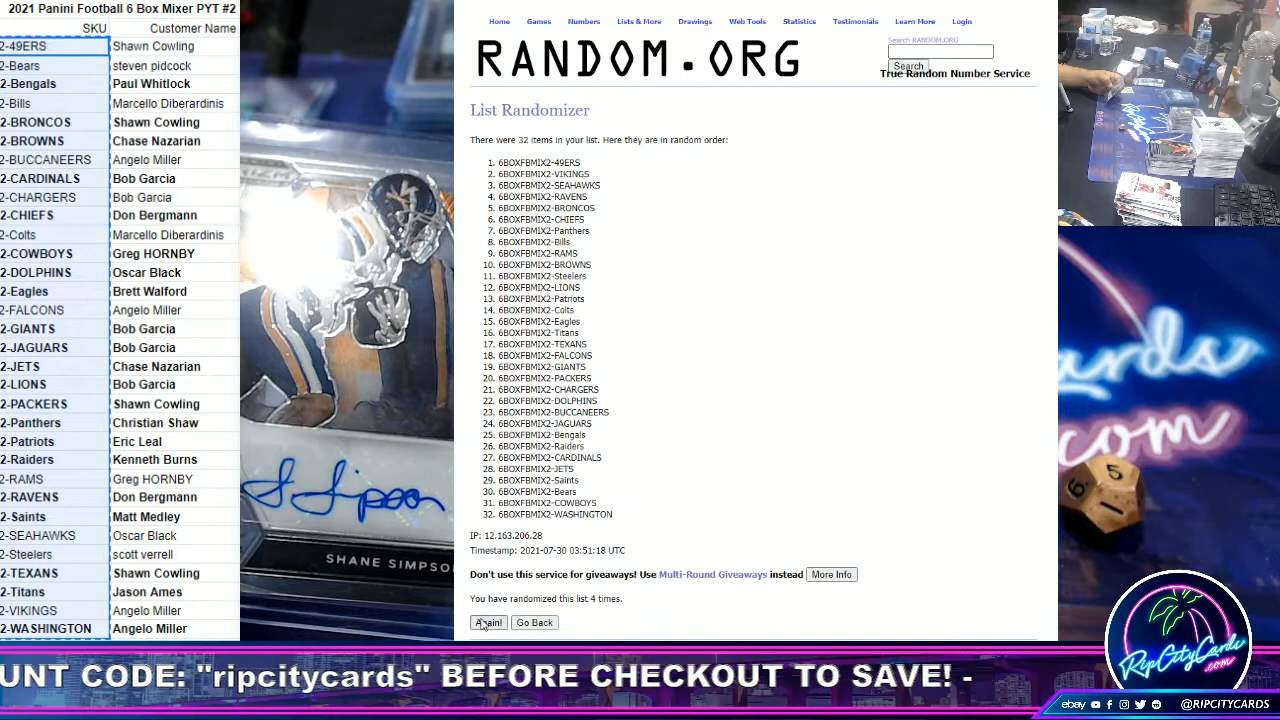 2021 Panini Football 6 Box Mixer PYT #2
SKU Customer Name
2-49ERS Shawn Cowling
2-Bears steven pidcock
2-Bengals Paul Whitlock
2-Bills Marcello Diberardinis
2-BRONCOS Shawn Cowling
2-BROWNS Chase Nazarian
2-BUCCANEERS Angelo Miller
2-CARDINALS Bob Garcia
2-CHARGERS Bob Garcia
2-CHIEFS Don Bergmann
2-Colts Marcello Diberardinis
2-COWBOYS Greg HORNBY
2-DOLPHINS Oscar Black
2-Eagles Brett Walford
2-FALCONS Angelo Miller
2-GIANTS Bob Garcia
2-JAGUARS Bob Garcia
2-JETS Chase Nazarian
2-LIONS Bob Garcia
2-PACKERS Shawn Cowling
2-Panthers Christian Shaw
2-Patriots Eric Leal
2-Raiders Kenneth Burns
2-RAMS Greg HORNBY
2-RAVENS Don Bergmann
2-Saints Matt Medley
2-SEAHAWKS Oscar Black
2-Steelers scott verrell
2-TEXANS Shawn Cowling
2-Titans Jason Ames
2-VIKINGS Angelo Miller
2-WASHINGTON Angelo Miller
SHANE SIMPSO
Home Games Numbers Lists & More Drawings Web Tools Statistics Testimonials Learn More Login
Search RANDOM.ORG
Search
RANDOM.ORG
True Random Number Service
List Randomizer
There were 32 items in your list. Here they are in random order:
1. 6BOXFBMIX2-49ERS
2. 6BOXFBMIX2-VIKINGS
3. 6BOXFBMIX2-SEAHAWKS
4. 6BOXFBMIX2-RAVENS
5. 6BOXFBMIX2-BRONCOS
6. 6BOXFBMIX2-CHIEFS
7. 6BOXFBMIX2-Panthers
8. 6BOXFBMIX2-Bills
9. 6BOXFBMIX2-RAMS
10. 6BOXFBMIX2-BROWNS
11. 6BOXFBMIX2-Steelers
12. 6BOXFBMIX2-LIONS
13. 6BOXFBMIX2-Patriots
14. 6BOXFBMIX2-Colts
15. 6BOXFBMIX2-Eagles
16. 6BOXFBMIX2-Titans
17. 6BOXFBMIX2-TEXANS
18. 6BOXFBMIX2-FALCONS
19. 6BOXFBMIX2-GIANTS
20. 6BOXFBMIX2-PACKERS
21. 6BOXFBMIX2-CHARGERS
22. 6BOXFBMIX2-DOLPHINS
23. 6BOXFBMIX2-BUCCANEERS
24. 6BOXFBMIX2-JAGUARS
25. 6BOXFBMIX2-Bengals
26. 6BOXFBMIX2-Raiders
27. 6BOXFBMIX2-CARDINALS
28. 6BOXFBMIX2-JETS
29. 6BOXFBMIX2-Saints
30. 6BOXFBMIX2-Bears
31. 6BOXFBMIX2-COWBOYS
32. 6BOXFBMIX2-WASHINGTON
IP: 12.163.206.28
Timestamp: 2021-07-30 03:51:18 UTC
Don't use this service for giveaways! Use Multi-Round Giveaways instead More Info
You have randomized this list 4 times.
Again! Go Back
ards
com
6 5
1
UNT CODE: "ripcitycards " BEFORE CHECKOUT TO SAVE! -
RIPCITYCARDS
.com
ebay @RIPCITYCARDS